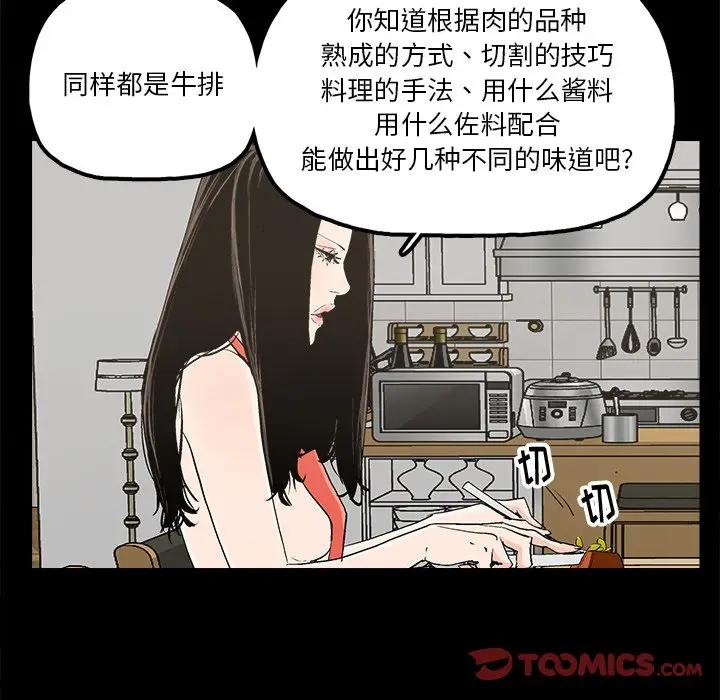 同样都是牛排
你知道根据肉的品种
熟成的方式、切割的技巧
料理的手法、用什么酱料
用什么佐料配合
能做出好几种不同的味道吧?
切
切
TOOMICS.COM